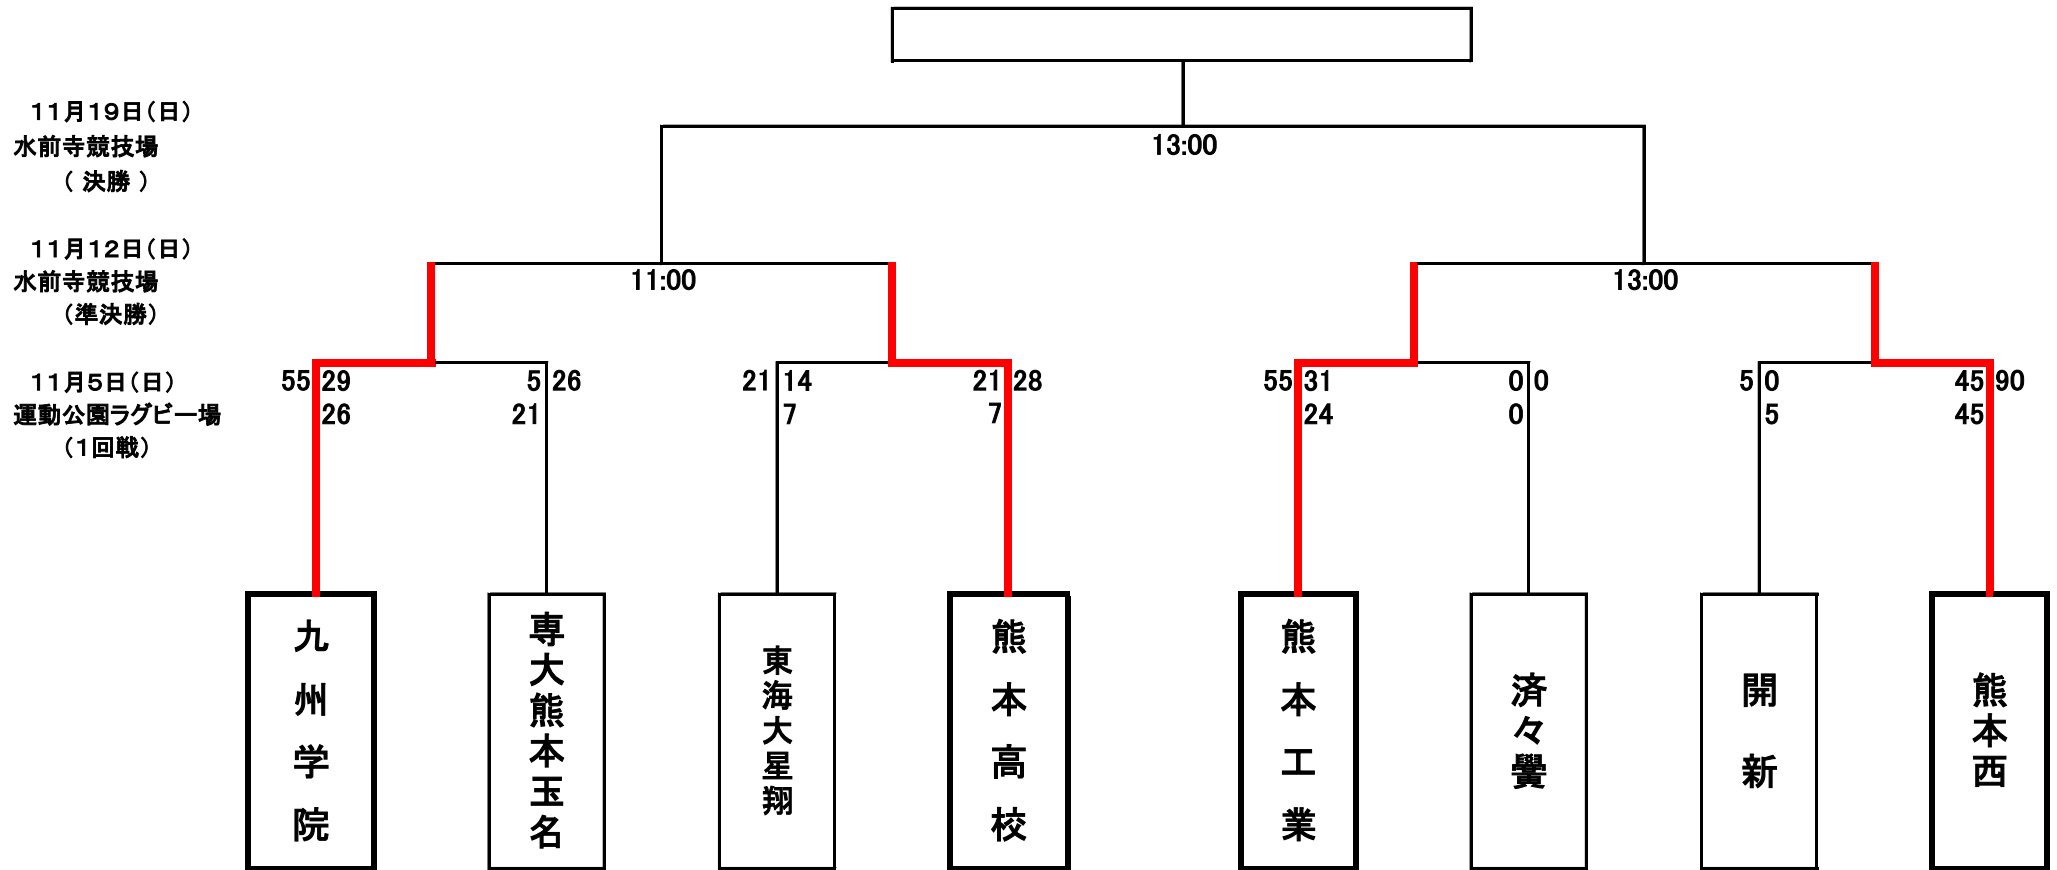 11月19日(日)
水前寺競技場
13:00
( 決勝 )
11月12日(日)
水前寺競技場
11:00
13:00
(準決勝)
11月5日(日)
55 29 5 26 21 14 21 28 55 31 0 0 5 0 45 90
運動公園ラグビー場
26 21 7 7 24 0 5 45
(1回戦)
九州学院
専大熊本玉名
東海大星翔
熊本高校
熊本工業
済々黌
開新
熊本西